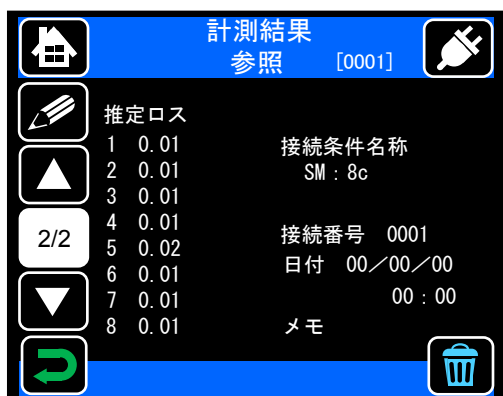 計測結果
参照 [0001]
推定ロス
1 0.01
2 0.01
3 0.01
4 0.01
5 0.02
6 0.01
7 0.01
8 0.01
2/2
接続条件名称
SM：8c
接続番号 0001
日付 00／00／00
00：00
メモ